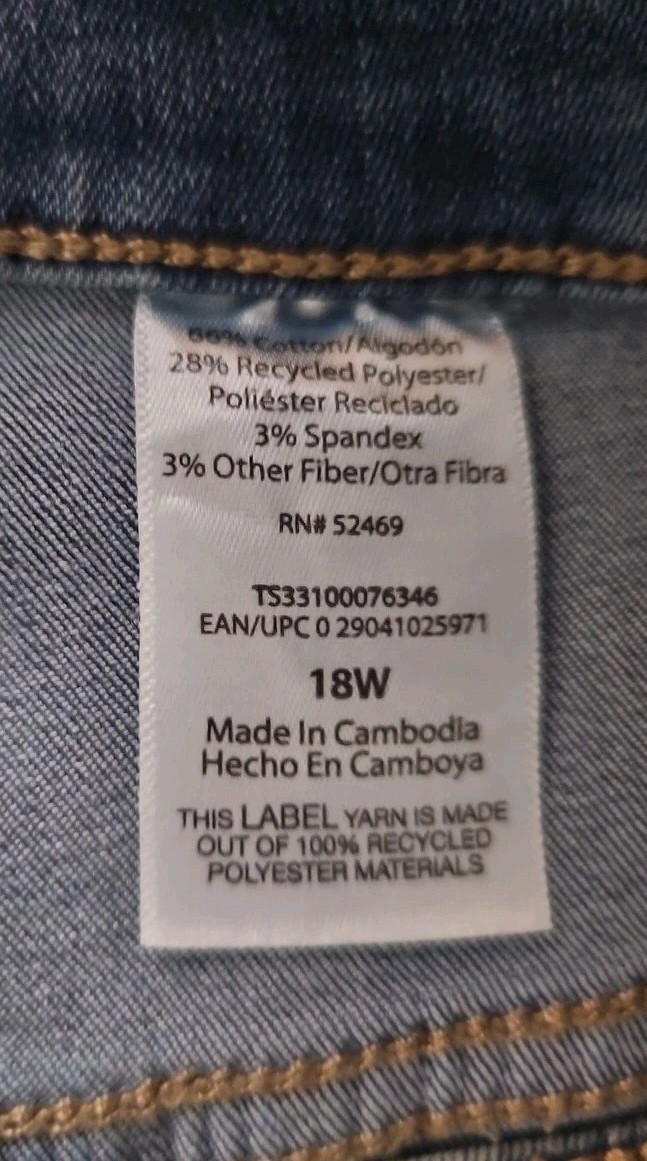 66% Cotton/Algodón
28% Recycled Polyester/
Poliéster Reciclado
3% Spandex
3% Other Fiber/Otra Fibra
RN# 52469
TS33100076346
EAN/UPC 0 29041025971
18W
Made In Cambodia
Hecho En Camboya
THIS LABEL YARN IS MADE
OUT OF 100% RECYCLED
POLYESTER MATERIALS